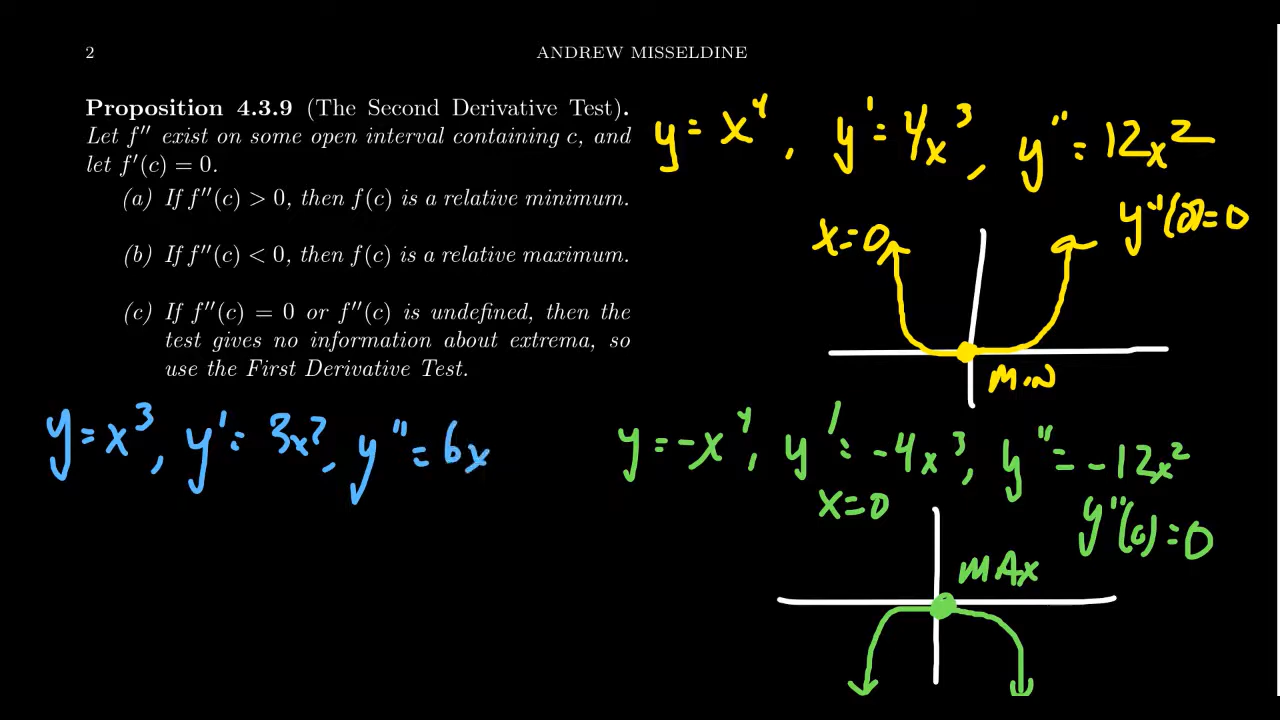 2 ANDREW MISSELDINE
Proposition 4.3.9 (The Second Derivative Test).
Let f″ exist on some open interval containing c, and
let f′(c) = 0.
(a) If f″(c) > 0, then f(c) is a relative minimum.
(b) If f″(c) < 0, then f(c) is a relative maximum.
(c) If f″(c) = 0 or f″(c) is undefined, then the
test gives no information about extrema, so
use the First Derivative Test.
y = x³, y′ = 3x², y″ = 6x
y = x⁴, y′ = 4x³, y″ = 12x²
x=0 y″(0)=0
MIN
y = -x⁴, y′ = -4x³, y″ = -12x²
x=0 y″(0)=0
MAX